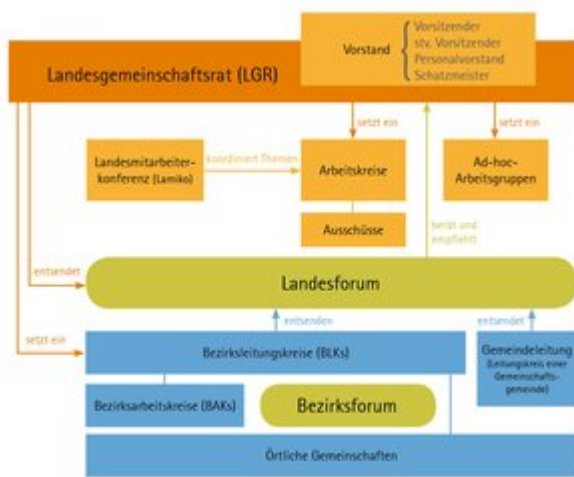 Vorstand
Vorsitzender
stv. Vorsitzender
Personalvorstand
Schatzmeister
Landesgemeinschaftsrat (LGR)
setzt ein
setzt ein
Landesmitarbeiter-
konferenz (Lamiko)
koordiniert Themen
Arbeitskreise
Ad-hoc-
Arbeitsgruppen
Ausschüsse
berät und
empfiehlt
entsendet
Landesforum
entsenden
entsendet
setzt ein
Bezirksleitungskreise (BLKs)
Gemeindeleitung
(Leitungskreis einer
Gemeinschafts-
gemeinde)
Bezirksarbeitskreise (BAKs)
Bezirksforum
Örtliche Gemeinschaften